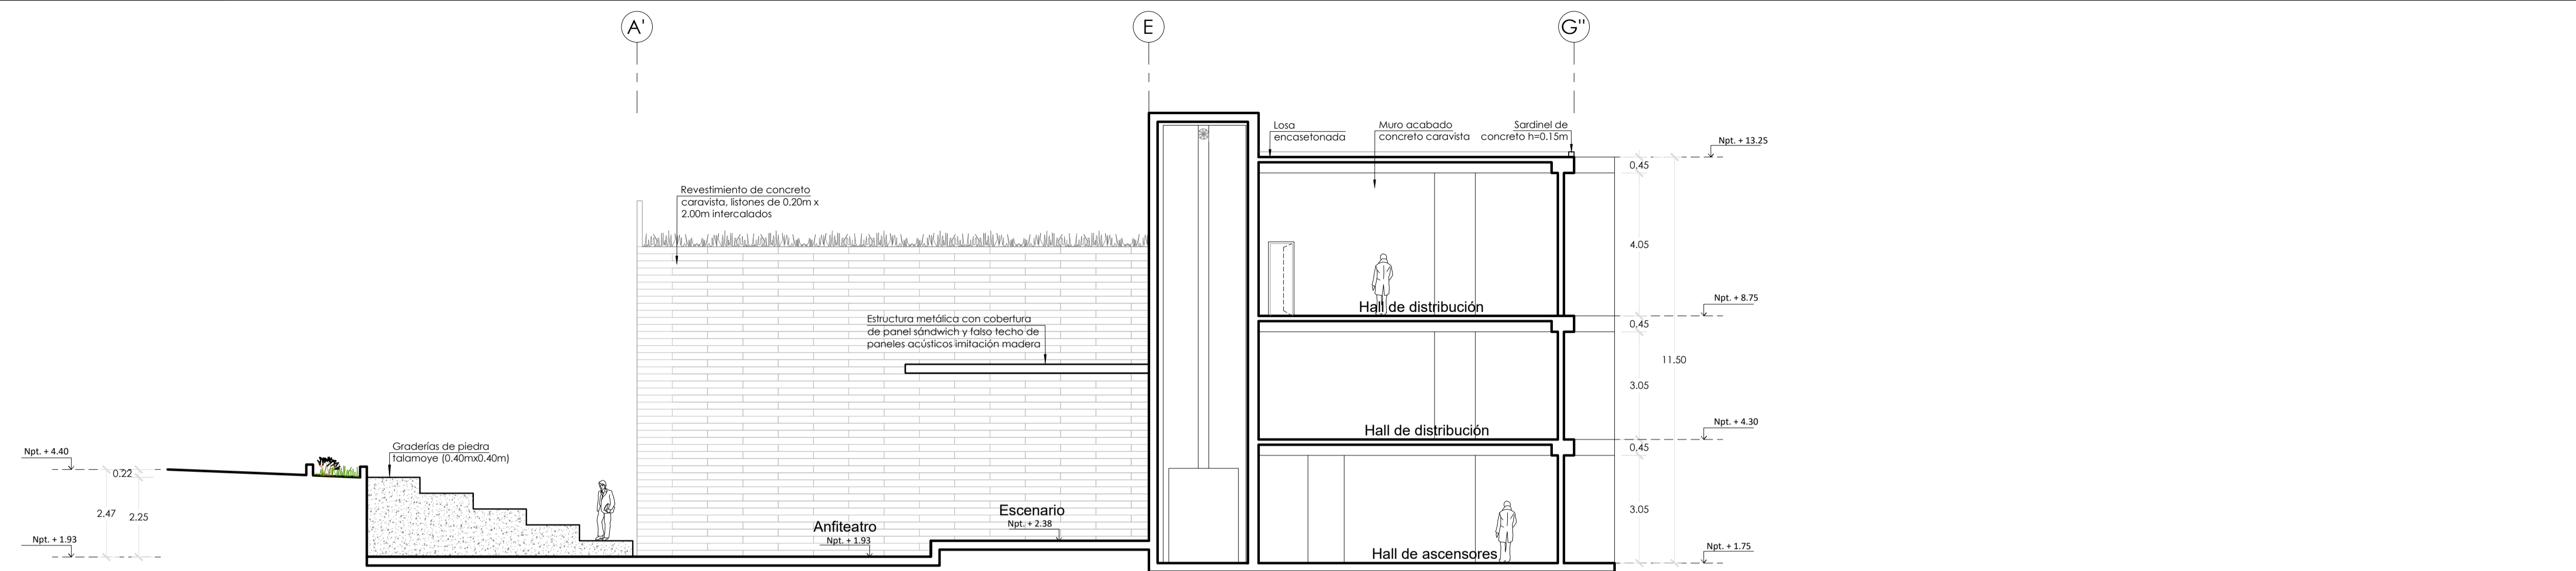 A'
E
G"
Losa
encasetonada
Muro acabado
concreto caravista
Sardinel de
concreto h=0.15m
Npt. + 13.25
0.45
Revestimiento de concreto
caravista, listones de 0.20m x
2.00m intercalados
4.05
Npt. + 8.75
Hall de distribución
Estructura metálica con cobertura
de panel sándwich y falso techo de
paneles acústicos imitación madera
0.45
11.50
3.05
Npt. + 4.30
Hall de distribución
Graderías de piedra
talamoye (0.40mx0.40m)
Npt. + 4.40
0.22
0.45
2.47
2.25
3.05
Escenario
Npt. + 2.38
Anfiteatro
Npt. + 1.93
Npt. + 1.93
Hall de ascensores
Npt. + 1.75